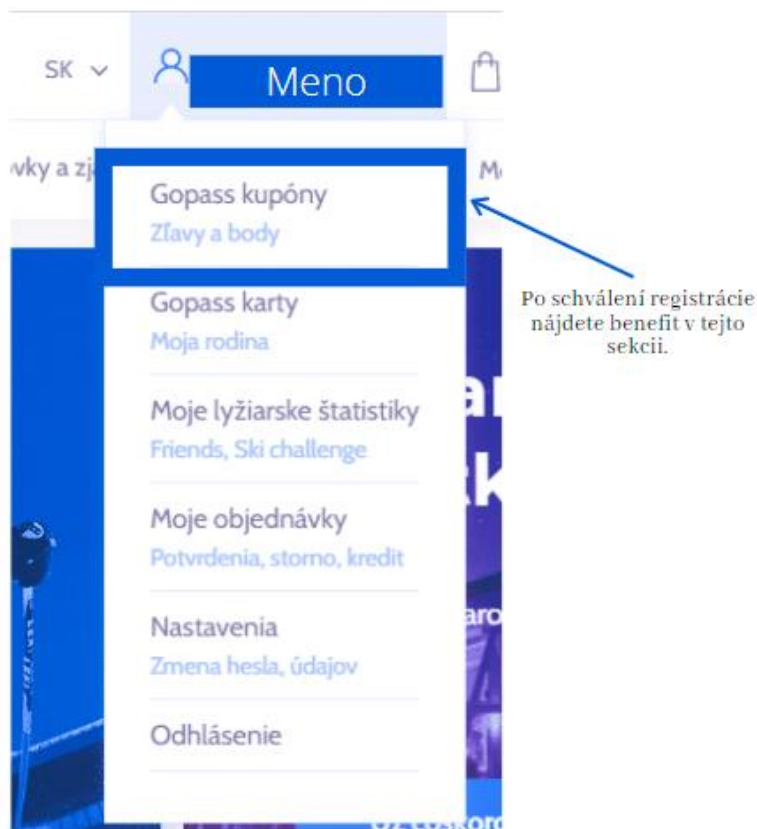 SK
Meno
Gopass kupóny
Zľavy a body
Gopass karty
Moja rodina
Moje lyžiarske štatistiky
Friends, Ski challenge
Moje objednávky
Potvrdenia, storno, kredit
Nastavenia
Zmena hesla, údajov
Odhlásenie
Po schválení registrácie
nájdete benefit v tejto
sekcii.